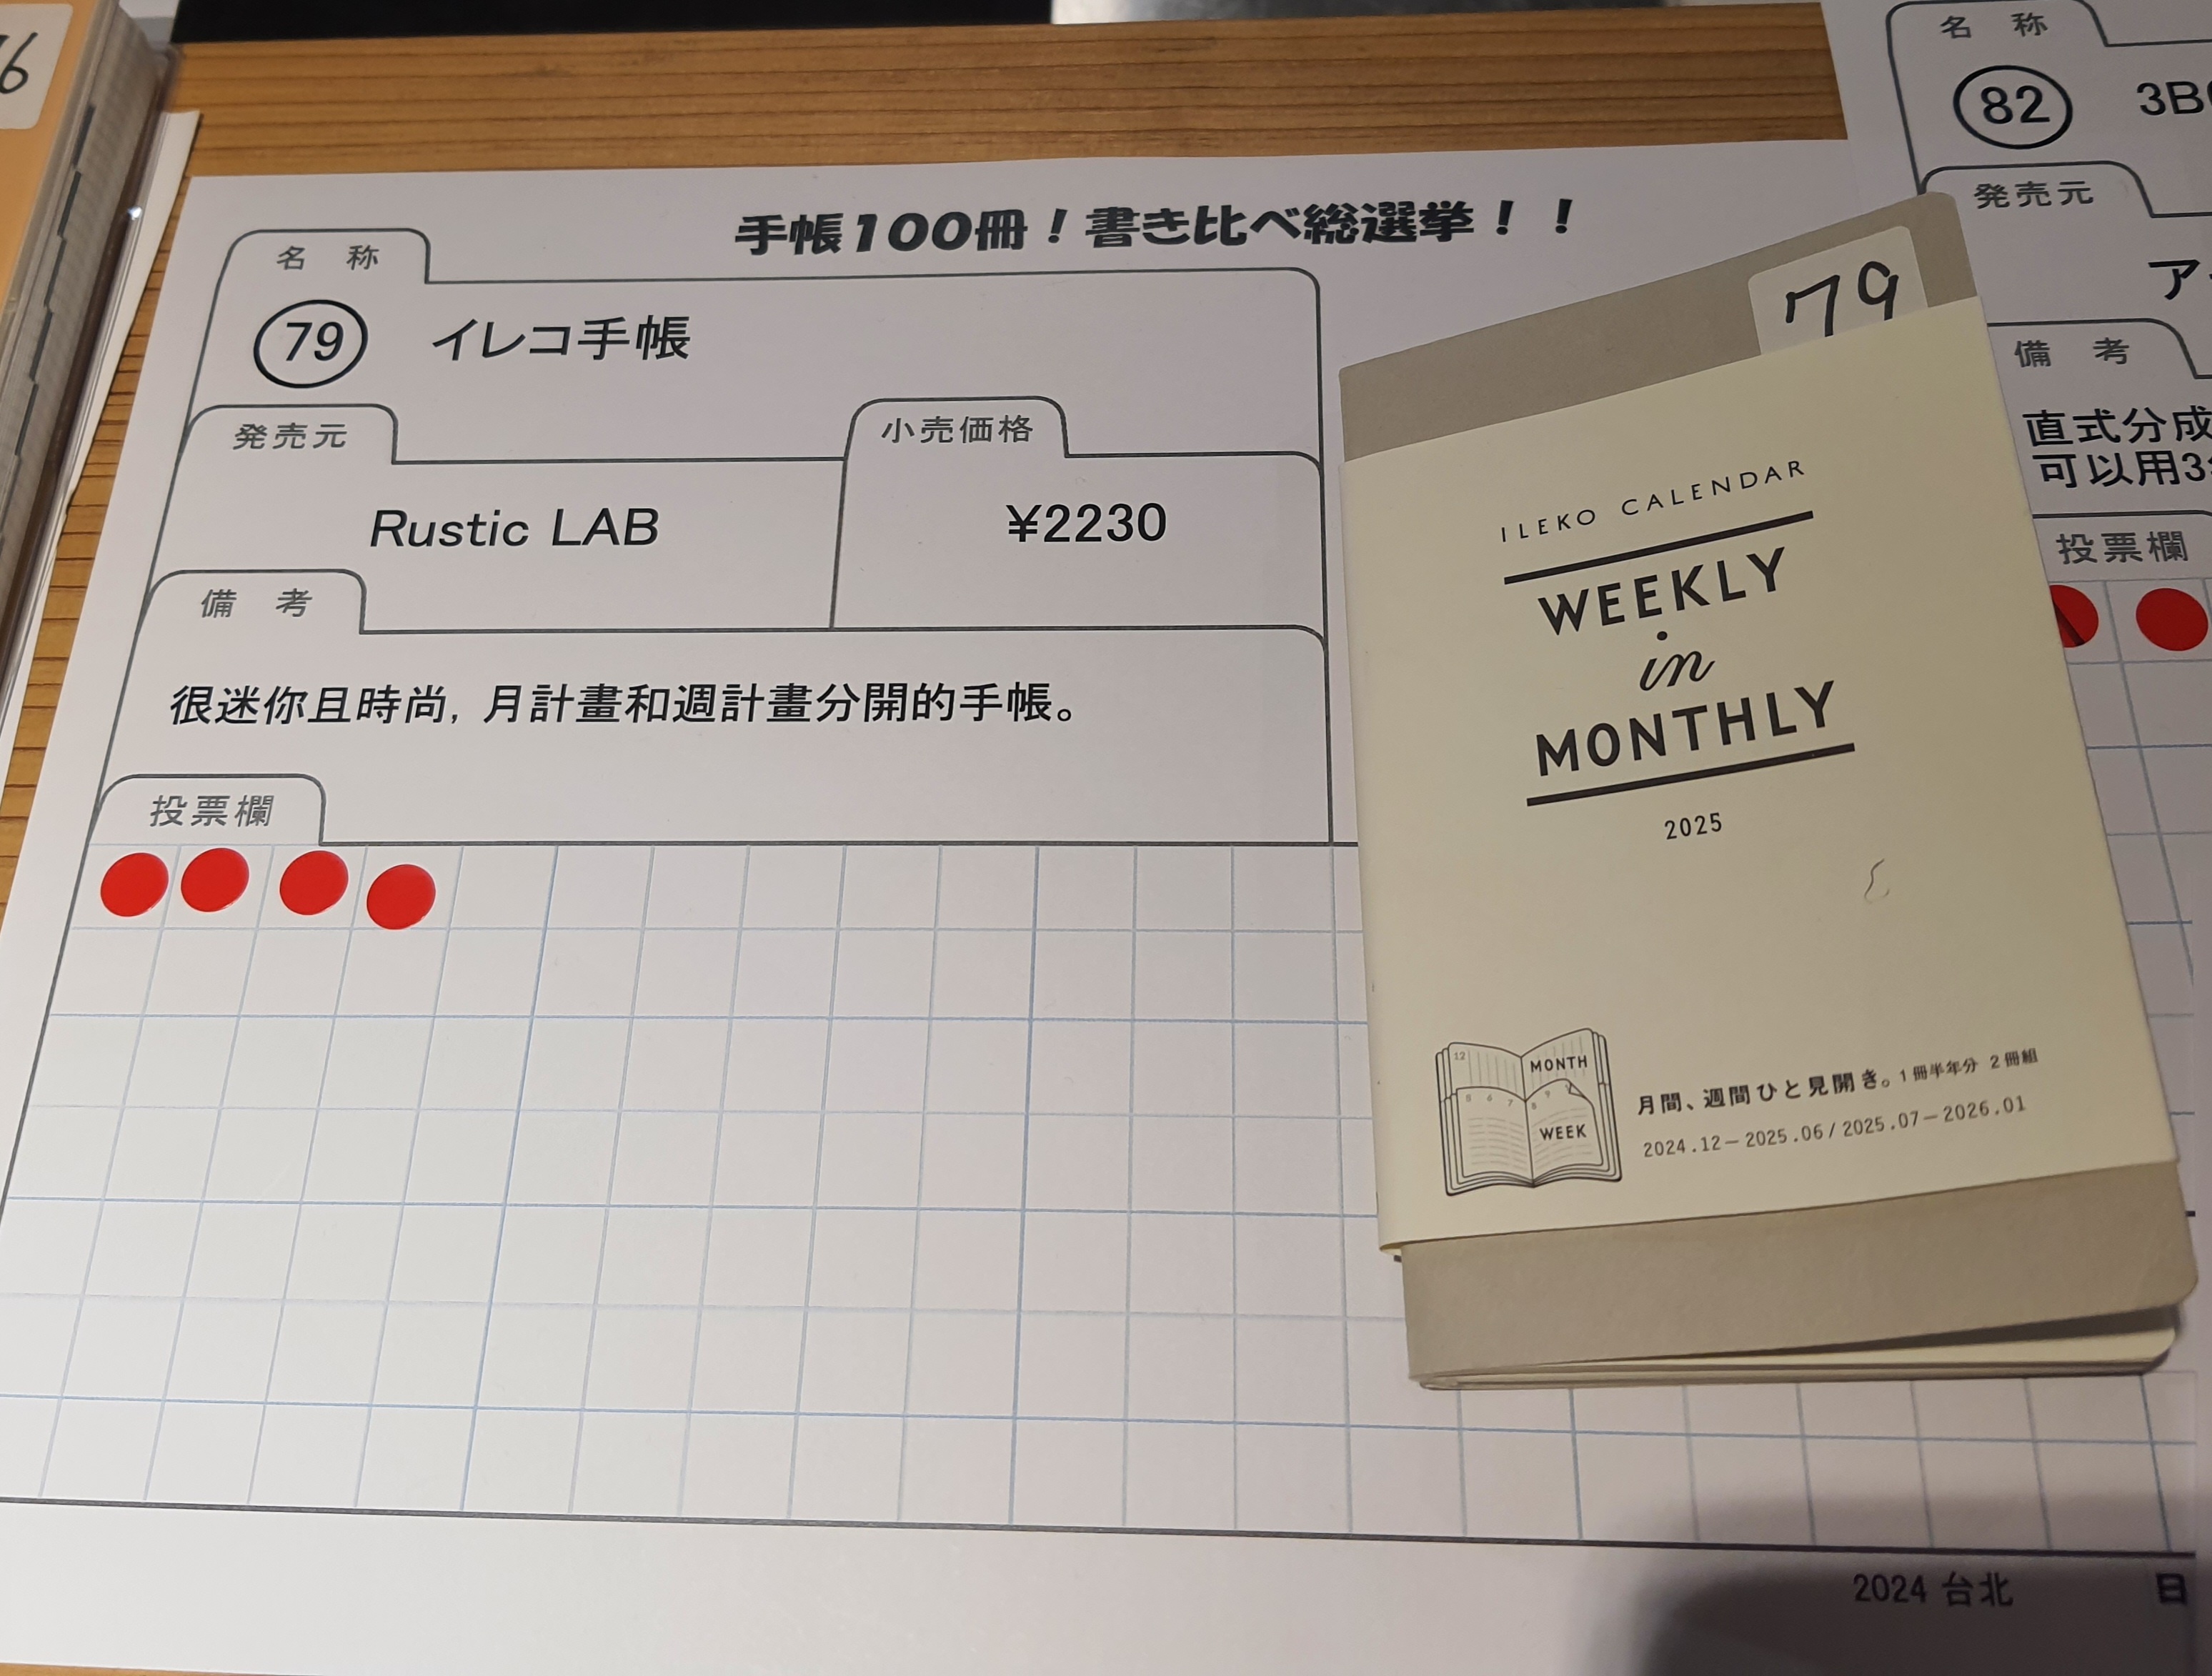 手帳100冊！書き比べ総選挙！！
名 称
79 イレコ手帳
発売元
Rustic LAB
小売価格
¥2230
備 考
很迷你且時尚, 月計畫和週計畫分開的手帳。
投票欄
2024 台北
日
79
ILEKO CALENDAR
WEEKLY
in
MONTHLY
2025
12
MONTH
WEEK
月間、週間ひと見開き。1冊半年分 2冊組
2024.12－2025.06/2025.07－2026.01
名 称
82 3B
発売元
ア
備 考
直式分成
可以用3
投票欄
6